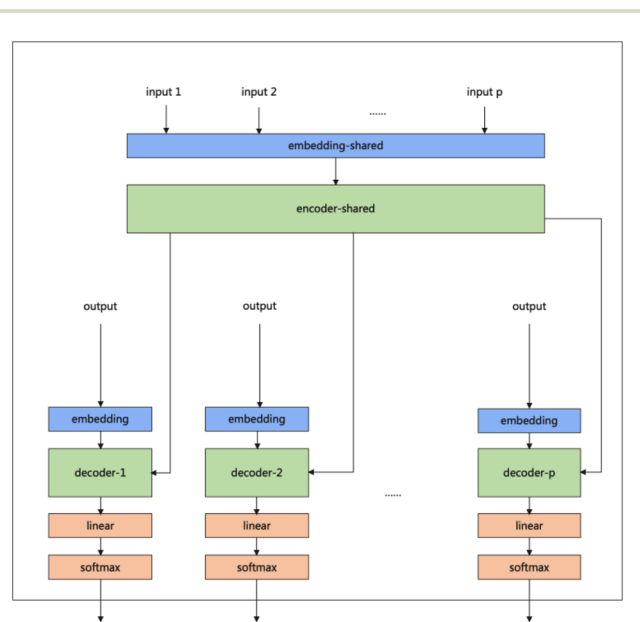 input 1
input 2
......
input p
embedding-shared
encoder-shared
output
output
output
embedding
embedding
embedding
decoder-1
decoder-2
decoder-p
......
linear
linear
linear
softmax
softmax
softmax